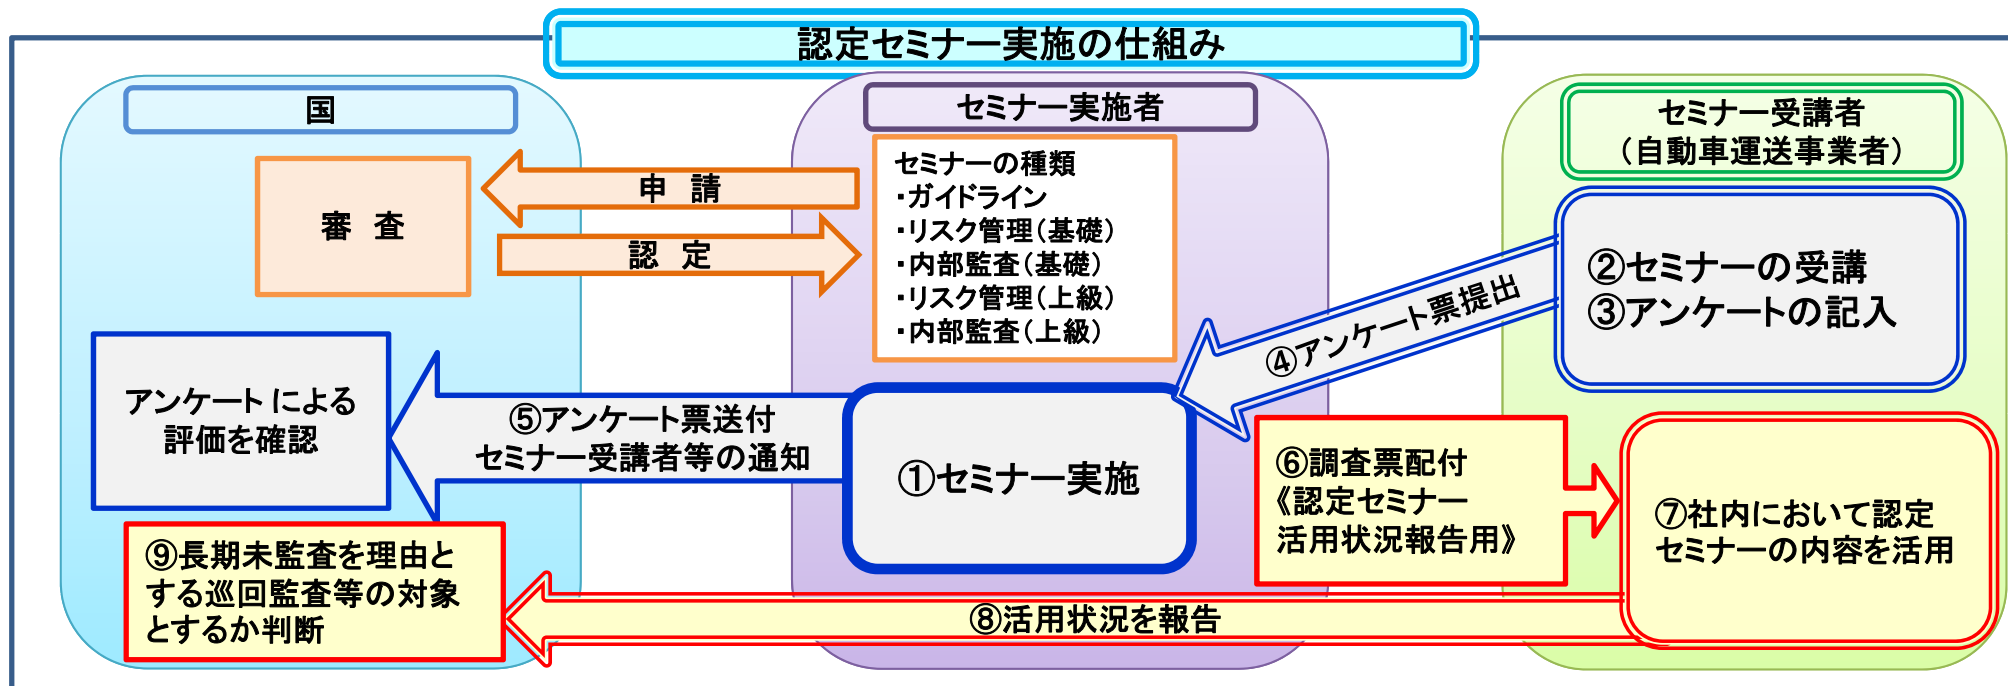 認定セミナー実施の仕組み
国
セミナー実施者
セミナー受講者
（自動車運送事業者）
審　査
申　請
認　定
セミナーの種類
・ガイドライン
・リスク管理（基礎）
・内部監査（基礎）
・リスク管理（上級）
・内部監査（上級）
②セミナーの受講
③アンケートの記入
④アンケート票提出
アンケートによる
評価を確認
⑤アンケート票送付
セミナー受講者等の通知
①セミナー実施
⑥調査票配付
《認定セミナー
活用状況報告用》
⑦社内において認定
セミナーの内容を活用
⑨長期未監査を理由と
する巡回監査等の対象
とするか判断
⑧活用状況を報告